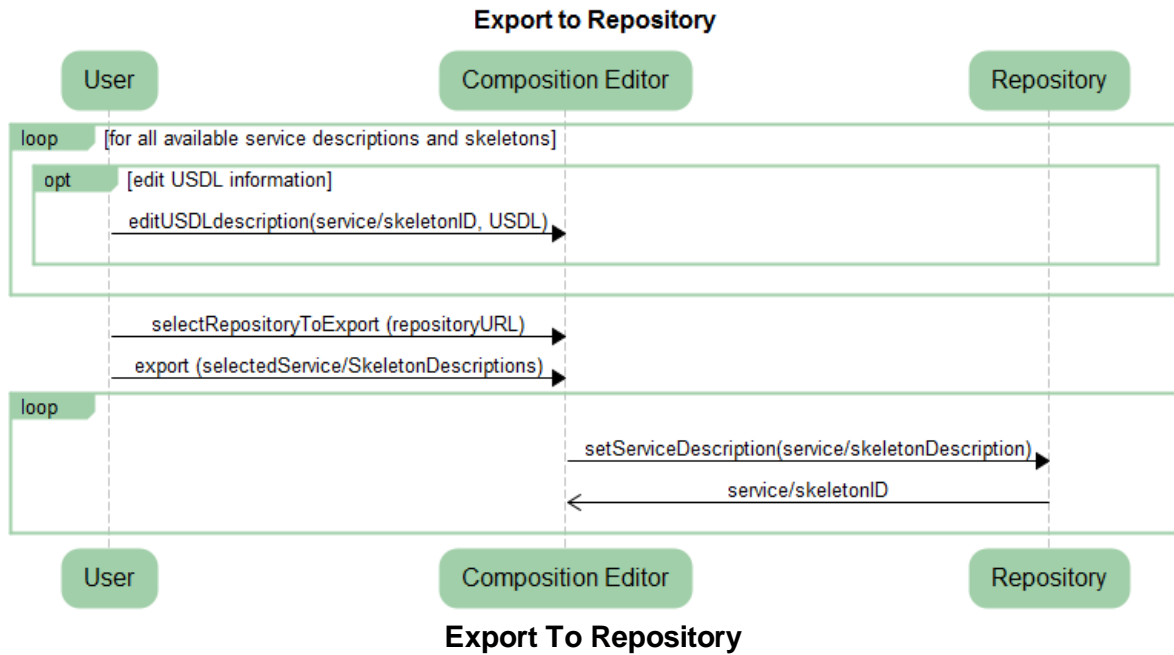 Export to Repository
User
Composition Editor
Repository
loop
[for all available service descriptions and skeletons]
opt
[edit USDL information]
editUSDLdescription(service/skeletonID, USDL)
selectRepositoryToExport (repositoryURL)
export (selectedService/SkeletonDescriptions)
loop
setServiceDescription(service/skeletonDescription)
service/skeletonID
User
Composition Editor
Repository
Export To Repository